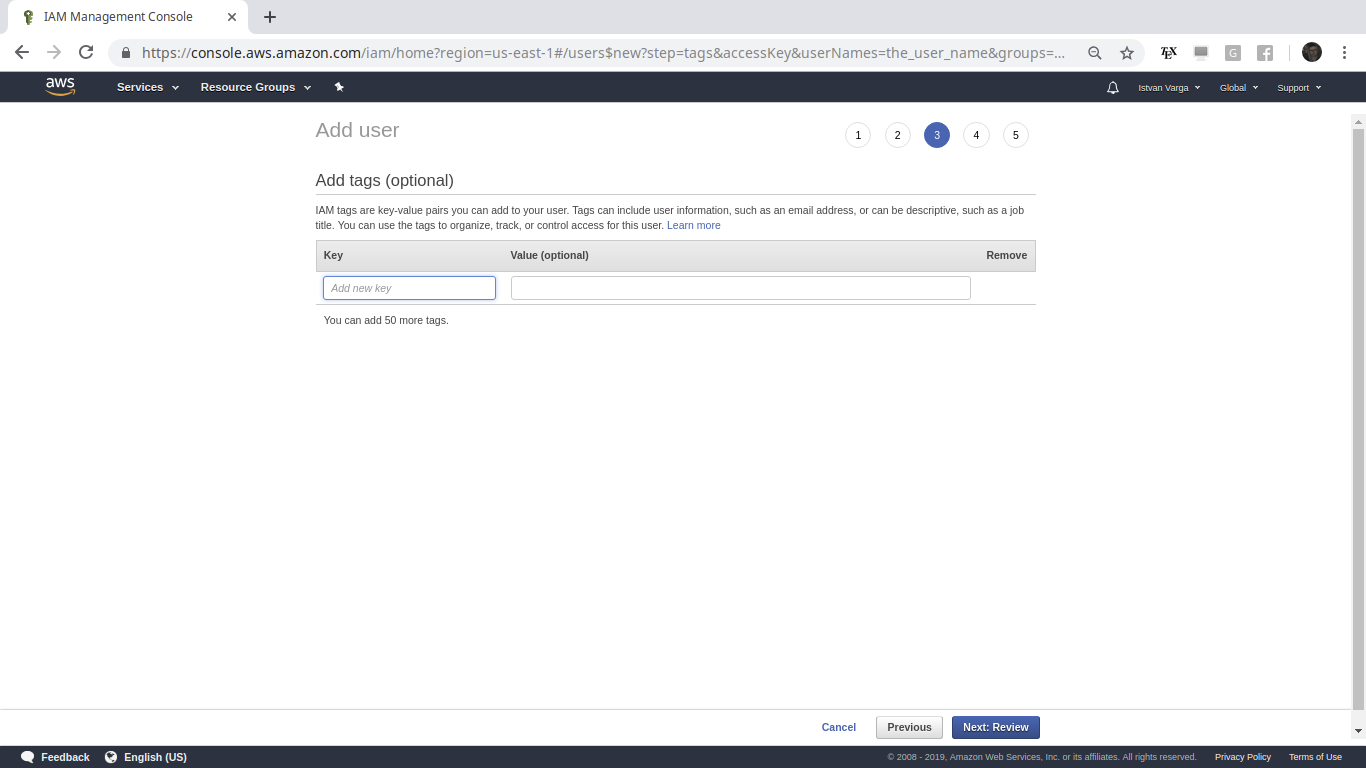 IAM Management Console
https://console.aws.amazon.com/iam/home?region=us-east-1#/users$new?step=tags&accessKey&userNames=the_user_name&groups=...
TEX
G
aws
Services
Resource Groups
Istvan Varga
Global
Support
Add user
1
2
3
4
5
Add tags (optional)
IAM tags are key-value pairs you can add to your user. Tags can include user information, such as an email address, or can be descriptive, such as a job
title. You can use the tags to organize, track, or control access for this user. Learn more
Key
Value (optional)
Remove
Add new key
You can add 50 more tags.
Cancel
Previous
Next: Review
Feedback
English (US)
© 2008 - 2019, Amazon Web Services, Inc. or its affiliates. All rights reserved.
Privacy Policy
Terms of Use